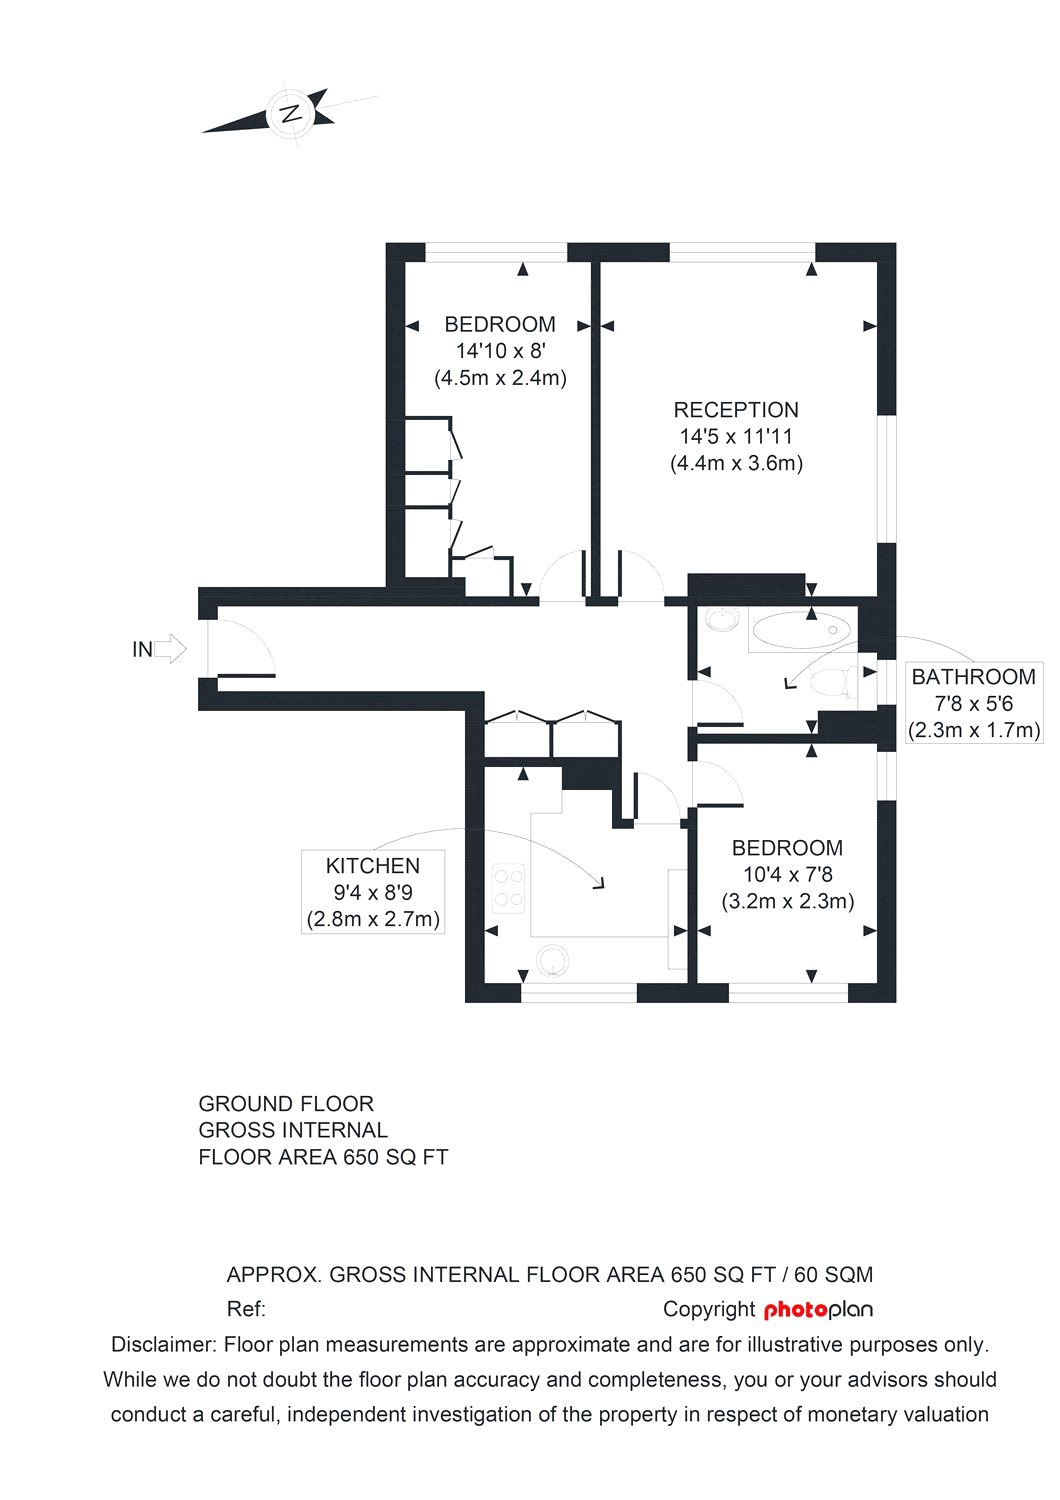 N
BEDROOM
14'10 x 8'
(4.5m x 2.4m)
RECEPTION
14'5 x 11'11
(4.4m x 3.6m)
IN
BATHROOM
7'8 x 5'6
(2.3m x 1.7m)
KITCHEN
9'4 x 8'9
(2.8m x 2.7m)
BEDROOM
10'4 x 7'8
(3.2m x 2.3m)
GROUND FLOOR
GROSS INTERNAL
FLOOR AREA 650 SQ FT
APPROX. GROSS INTERNAL FLOOR AREA 650 SQ FT / 60 SQM
Ref:
Copyright photoplan
Disclaimer: Floor plan measurements are approximate and are for illustrative purposes only.
While we do not doubt the floor plan accuracy and completeness, you or your advisors should
conduct a careful, independent investigation of the property in respect of monetary valuation